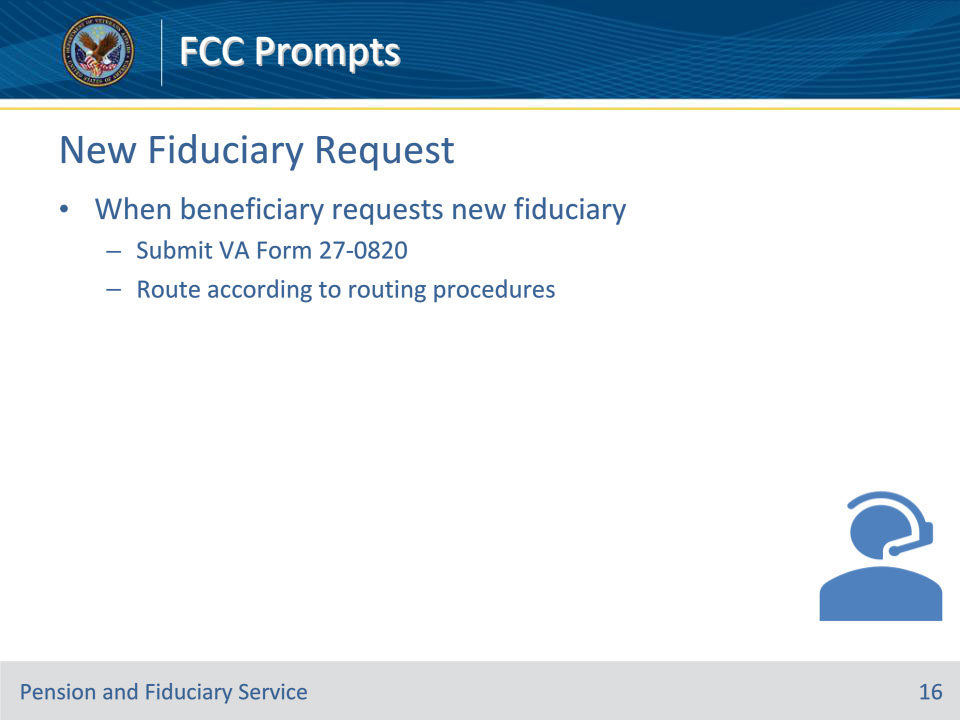 FCC Prompts
New Fiduciary Request
• When beneficiary requests new fiduciary
– Submit VA Form 27-0820
– Route according to routing procedures
Pension and Fiduciary Service
16